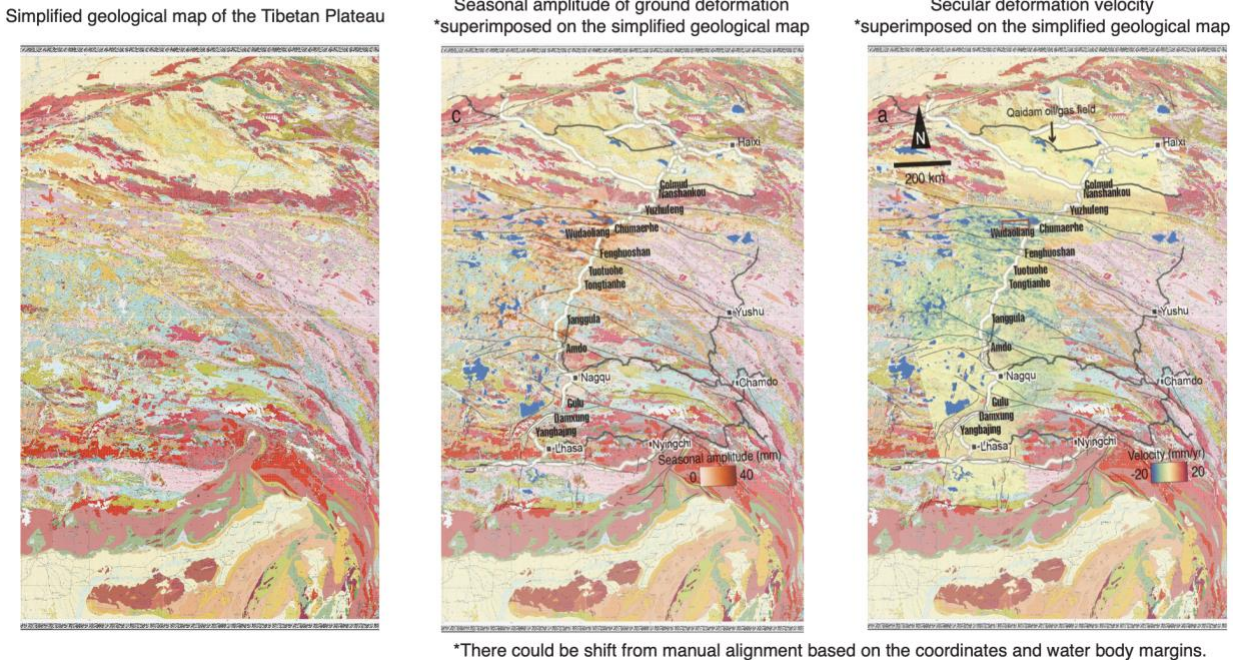 Simplified geological map of the Tibetan Plateau
Seasonal amplitude of ground deformation
*superimposed on the simplified geological map
Secular deformation velocity
*superimposed on the simplified geological map
c
Haixi
Golmud
Nanshankou
Yuzhufeng
Wudaoliang Chumaerhe
Fenghuoshan
Tuotuohe
Tongtianhe
Yushu
Tanggula
Amdo
Nagqu
Chamdo
Gulu
Damxung
Yangbajing
Lhasa
Nyingchi
Seasonal amplitude (mm)
0 40
a
N
200 km
Qaidam oil/gas field
Haixi
Golmud
Nanshankou
Yuzhufeng
Wudaoliang Chumaerhe
Fenghuoshan
Tuotuohe
Tongtianhe
Yushu
Tanggula
Amdo
Nagqu
Chamdo
Gulu
Damxung
Yangbajing
Lhasa
Nyingchi
Velocity (mm/yr)
-20 20
*There could be shift from manual alignment based on the coordinates and water body margins.